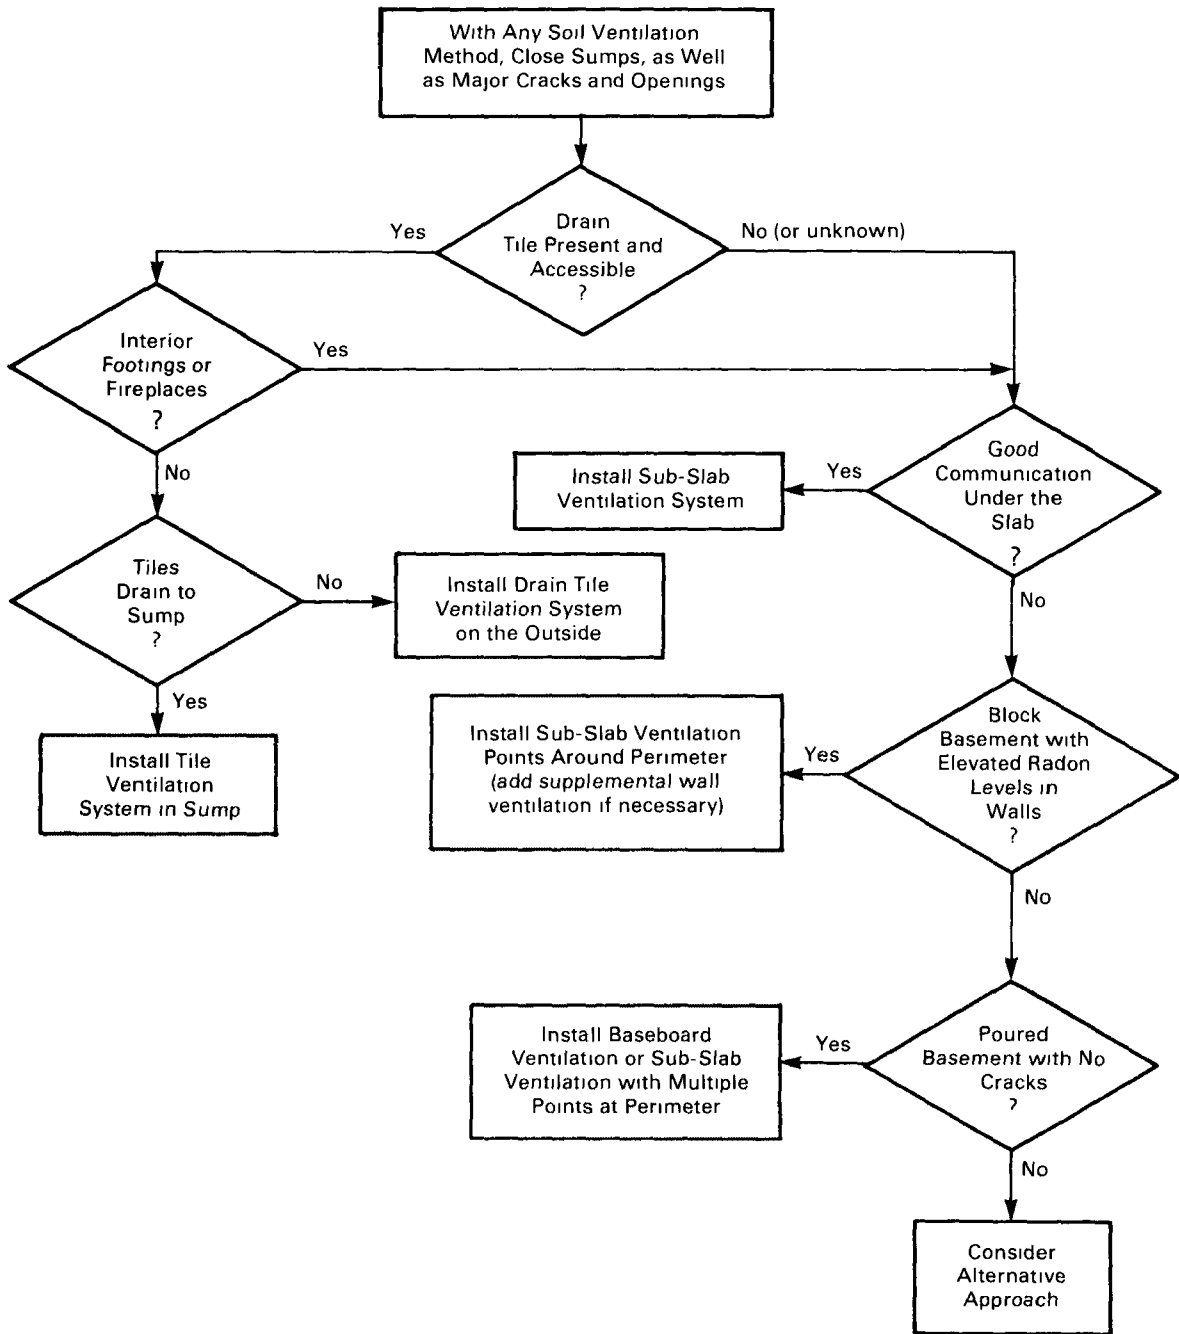 With Any Soil Ventilation
Method, Close Sumps, as Well
as Major Cracks and Openings
Drain
Tile Present and
Accessible
?
Yes
No (or unknown)
Interior
Footings or
Fireplaces
?
Yes
No
Good
Communication
Under the
Slab
?
Yes
Install Sub-Slab
Ventilation System
No
Tiles
Drain to
Sump
?
No
Install Drain Tile
Ventilation System
on the Outside
Yes
Install Tile
Ventilation
System in Sump
Block
Basement with
Elevated Radon
Levels in
Walls
?
Yes
Install Sub-Slab Ventilation
Points Around Perimeter
(add supplemental wall
ventilation if necessary)
No
Poured
Basement with No
Cracks
?
Yes
Install Baseboard
Ventilation or Sub-Slab
Ventilation with Multiple
Points at Perimeter
No
Consider
Alternative
Approach